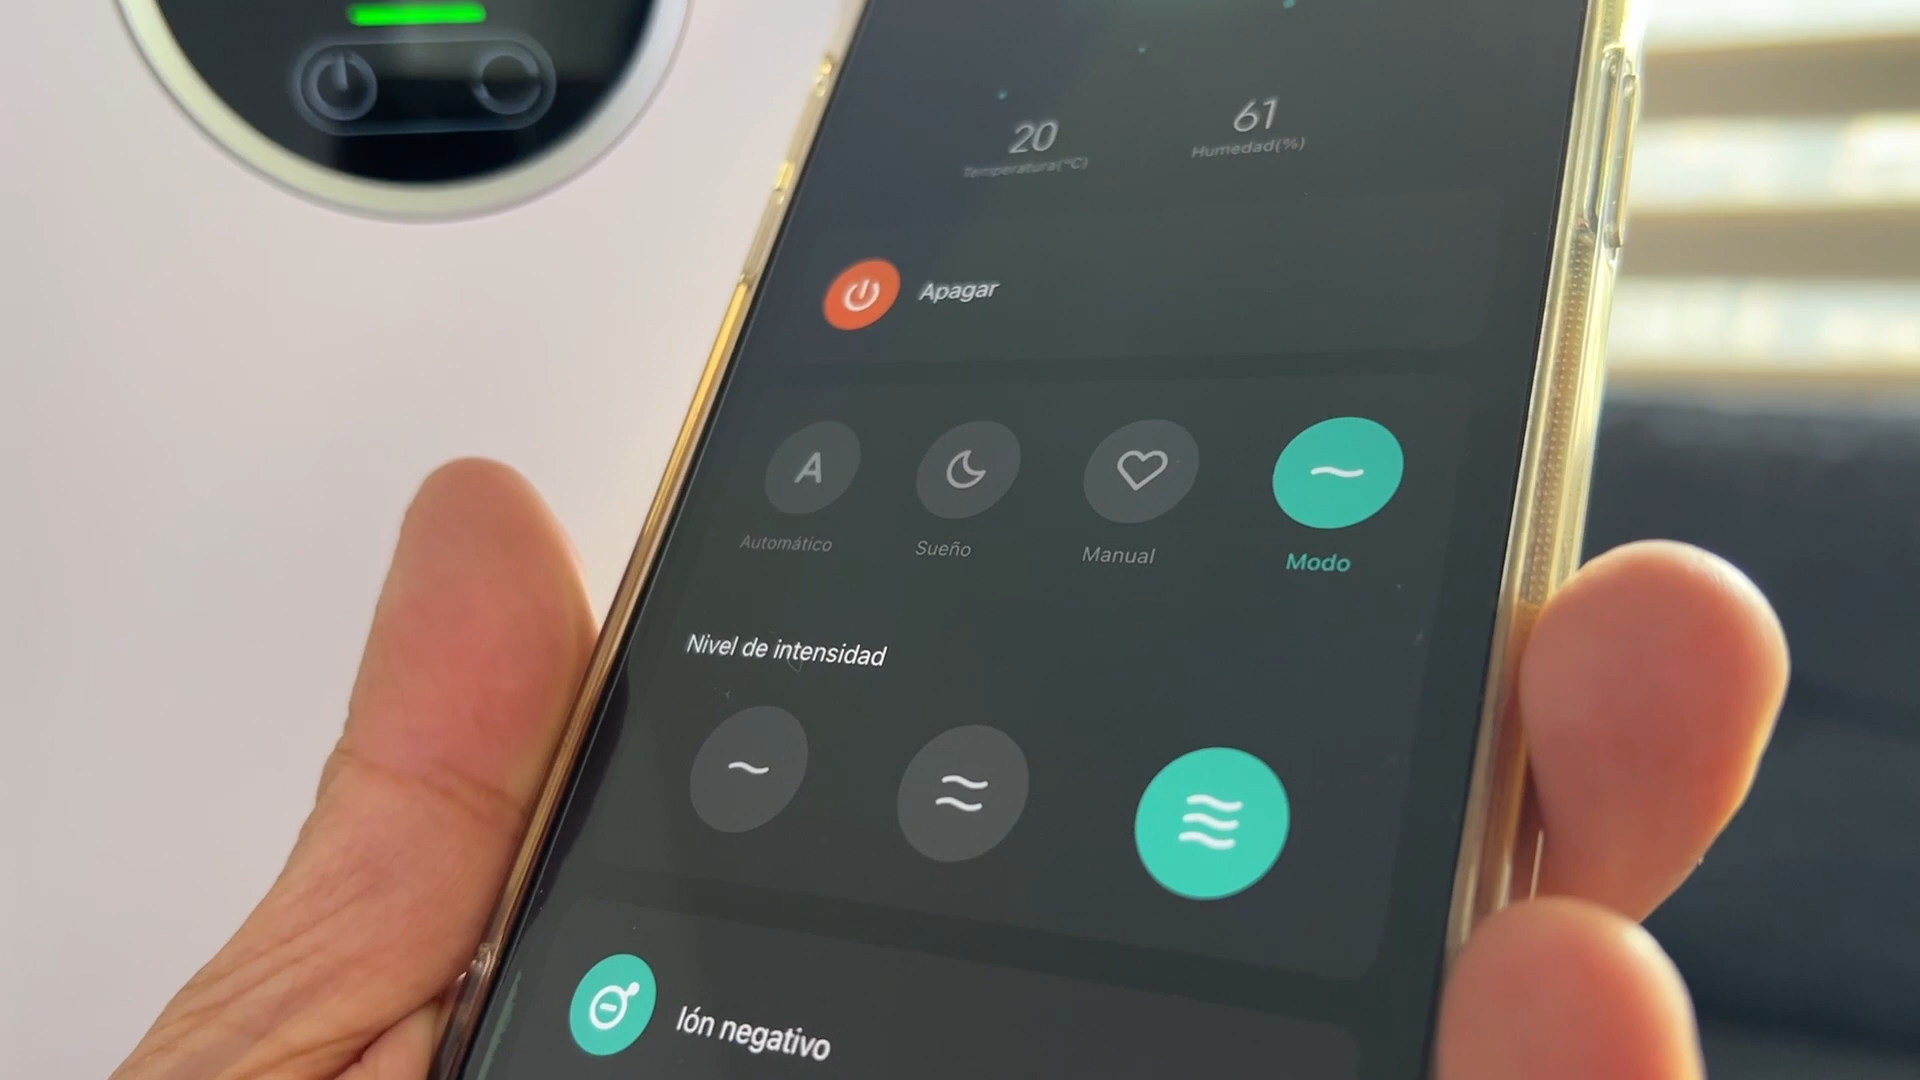 20
Temperatura(°C)
61
Humedad(%)
Apagar
A
Automático
Sueño
Manual
Modo
Nivel de intensidad
Ión negativo